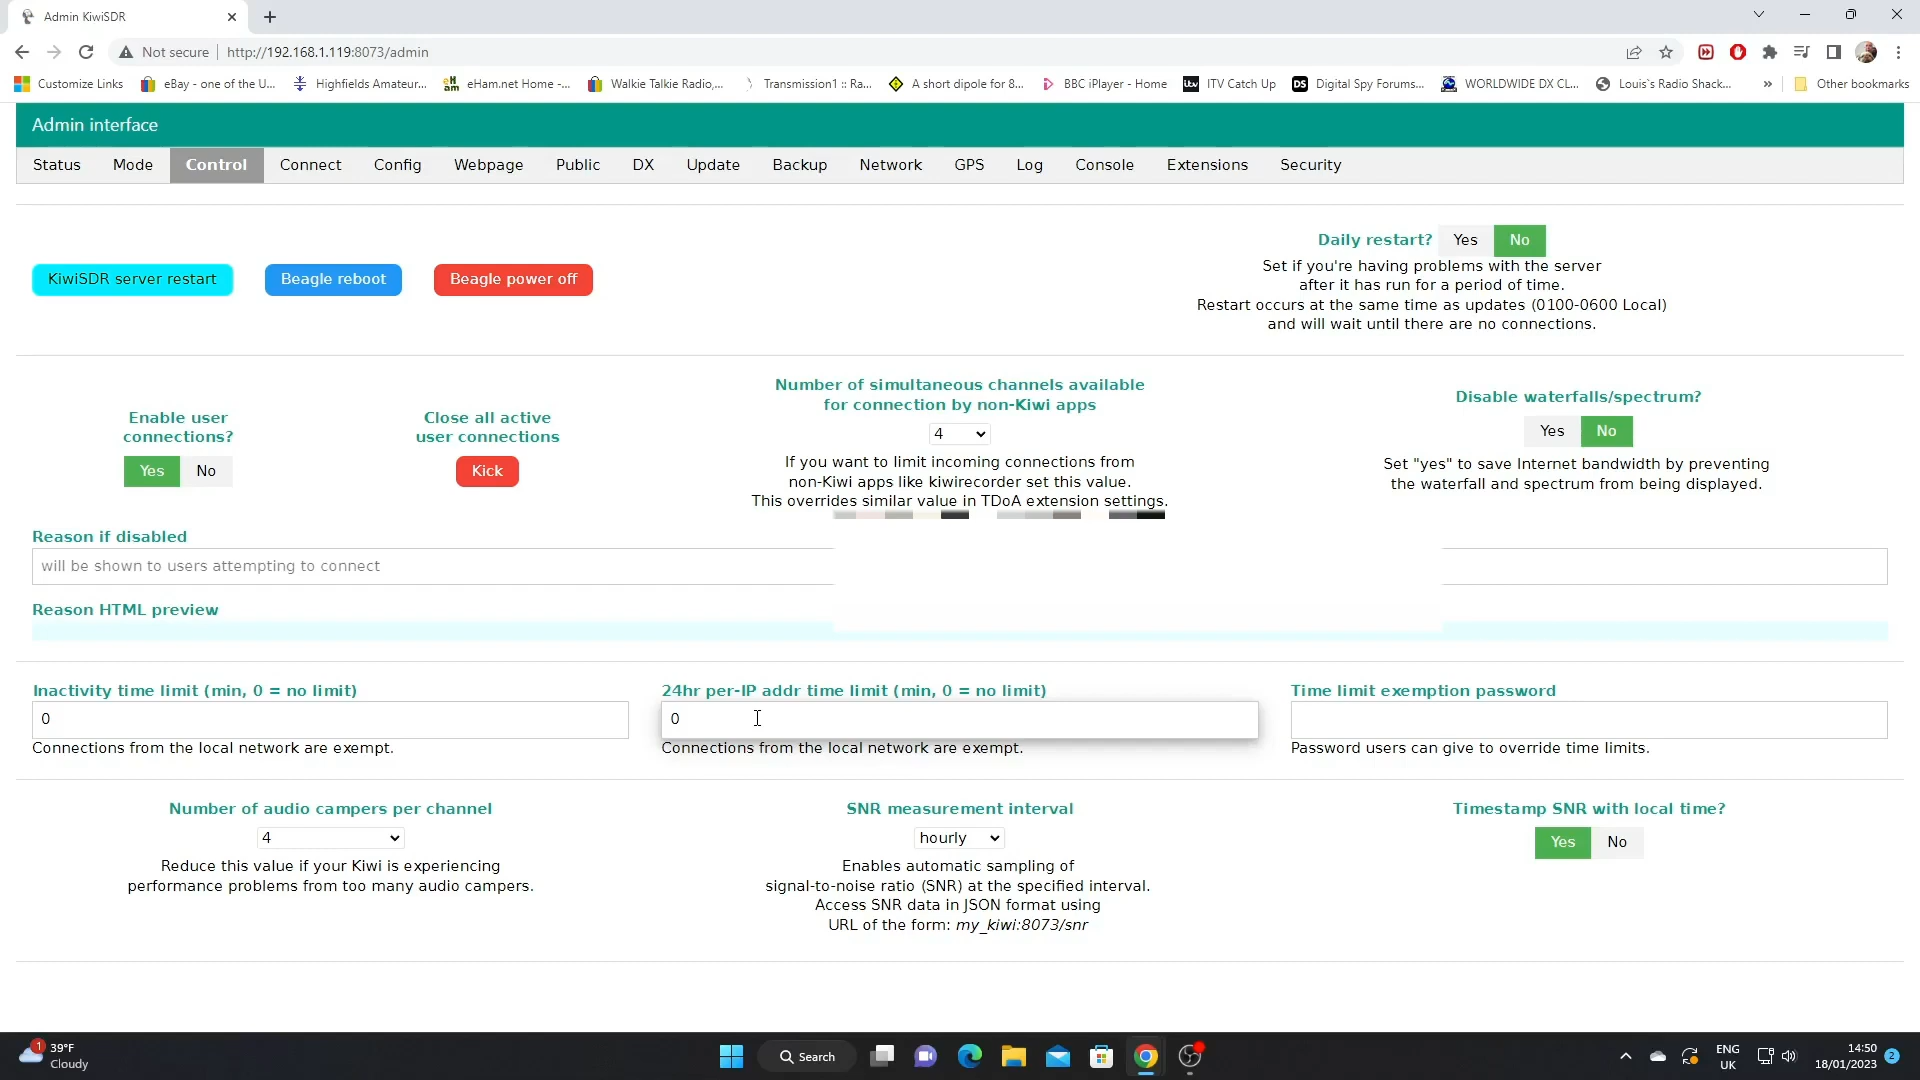 Admin KiwiSDR
Not secure
http://192.168.1.119:8073/admin
Customize Links
eBay - one of the U...
Highfields Amateur...
eHam.net Home -...
Walkie Talkie Radio,...
Transmission1 :: Ra...
A short dipole for 8...
BBC iPlayer - Home
itv
ITV Catch Up
DS
Digital Spy Forums...
WORLDWIDE DX CL...
Louis`s Radio Shack...
»
Other bookmarks
Admin interface
Status
Mode
Control
Connect
Config
Webpage
Public
DX
Update
Backup
Network
GPS
Log
Console
Extensions
Security
KiwiSDR server restart
Beagle reboot
Beagle power off
Daily restart?
Yes
No
Set if you're having problems with the server
after it has run for a period of time.
Restart occurs at the same time as updates (0100-0600 Local)
and will wait until there are no connections.
Enable user
connections?
Yes
No
Close all active
user connections
Kick
Number of simultaneous channels available
for connection by non-Kiwi apps
4
If you want to limit incoming connections from
non-Kiwi apps like kiwirecorder set this value.
This overrides similar value in TDoA extension settings.
Disable waterfalls/spectrum?
Yes
No
Set "yes" to save Internet bandwidth by preventing
the waterfall and spectrum from being displayed.
Reason if disabled
will be shown to users attempting to connect
Reason HTML preview
Inactivity time limit (min, 0 = no limit)
0
Connections from the local network are exempt.
24hr per-IP addr time limit (min, 0 = no limit)
0
Connections from the local network are exempt.
Time limit exemption password
Password users can give to override time limits.
Number of audio campers per channel
4
Reduce this value if your Kiwi is experiencing
performance problems from too many audio campers.
SNR measurement interval
hourly
Enables automatic sampling of
signal-to-noise ratio (SNR) at the specified interval.
Access SNR data in JSON format using
URL of the form: my_kiwi:8073/snr
Timestamp SNR with local time?
Yes
No
1
39°F
Cloudy
Search
ENG
UK
14:50
18/01/2023
2